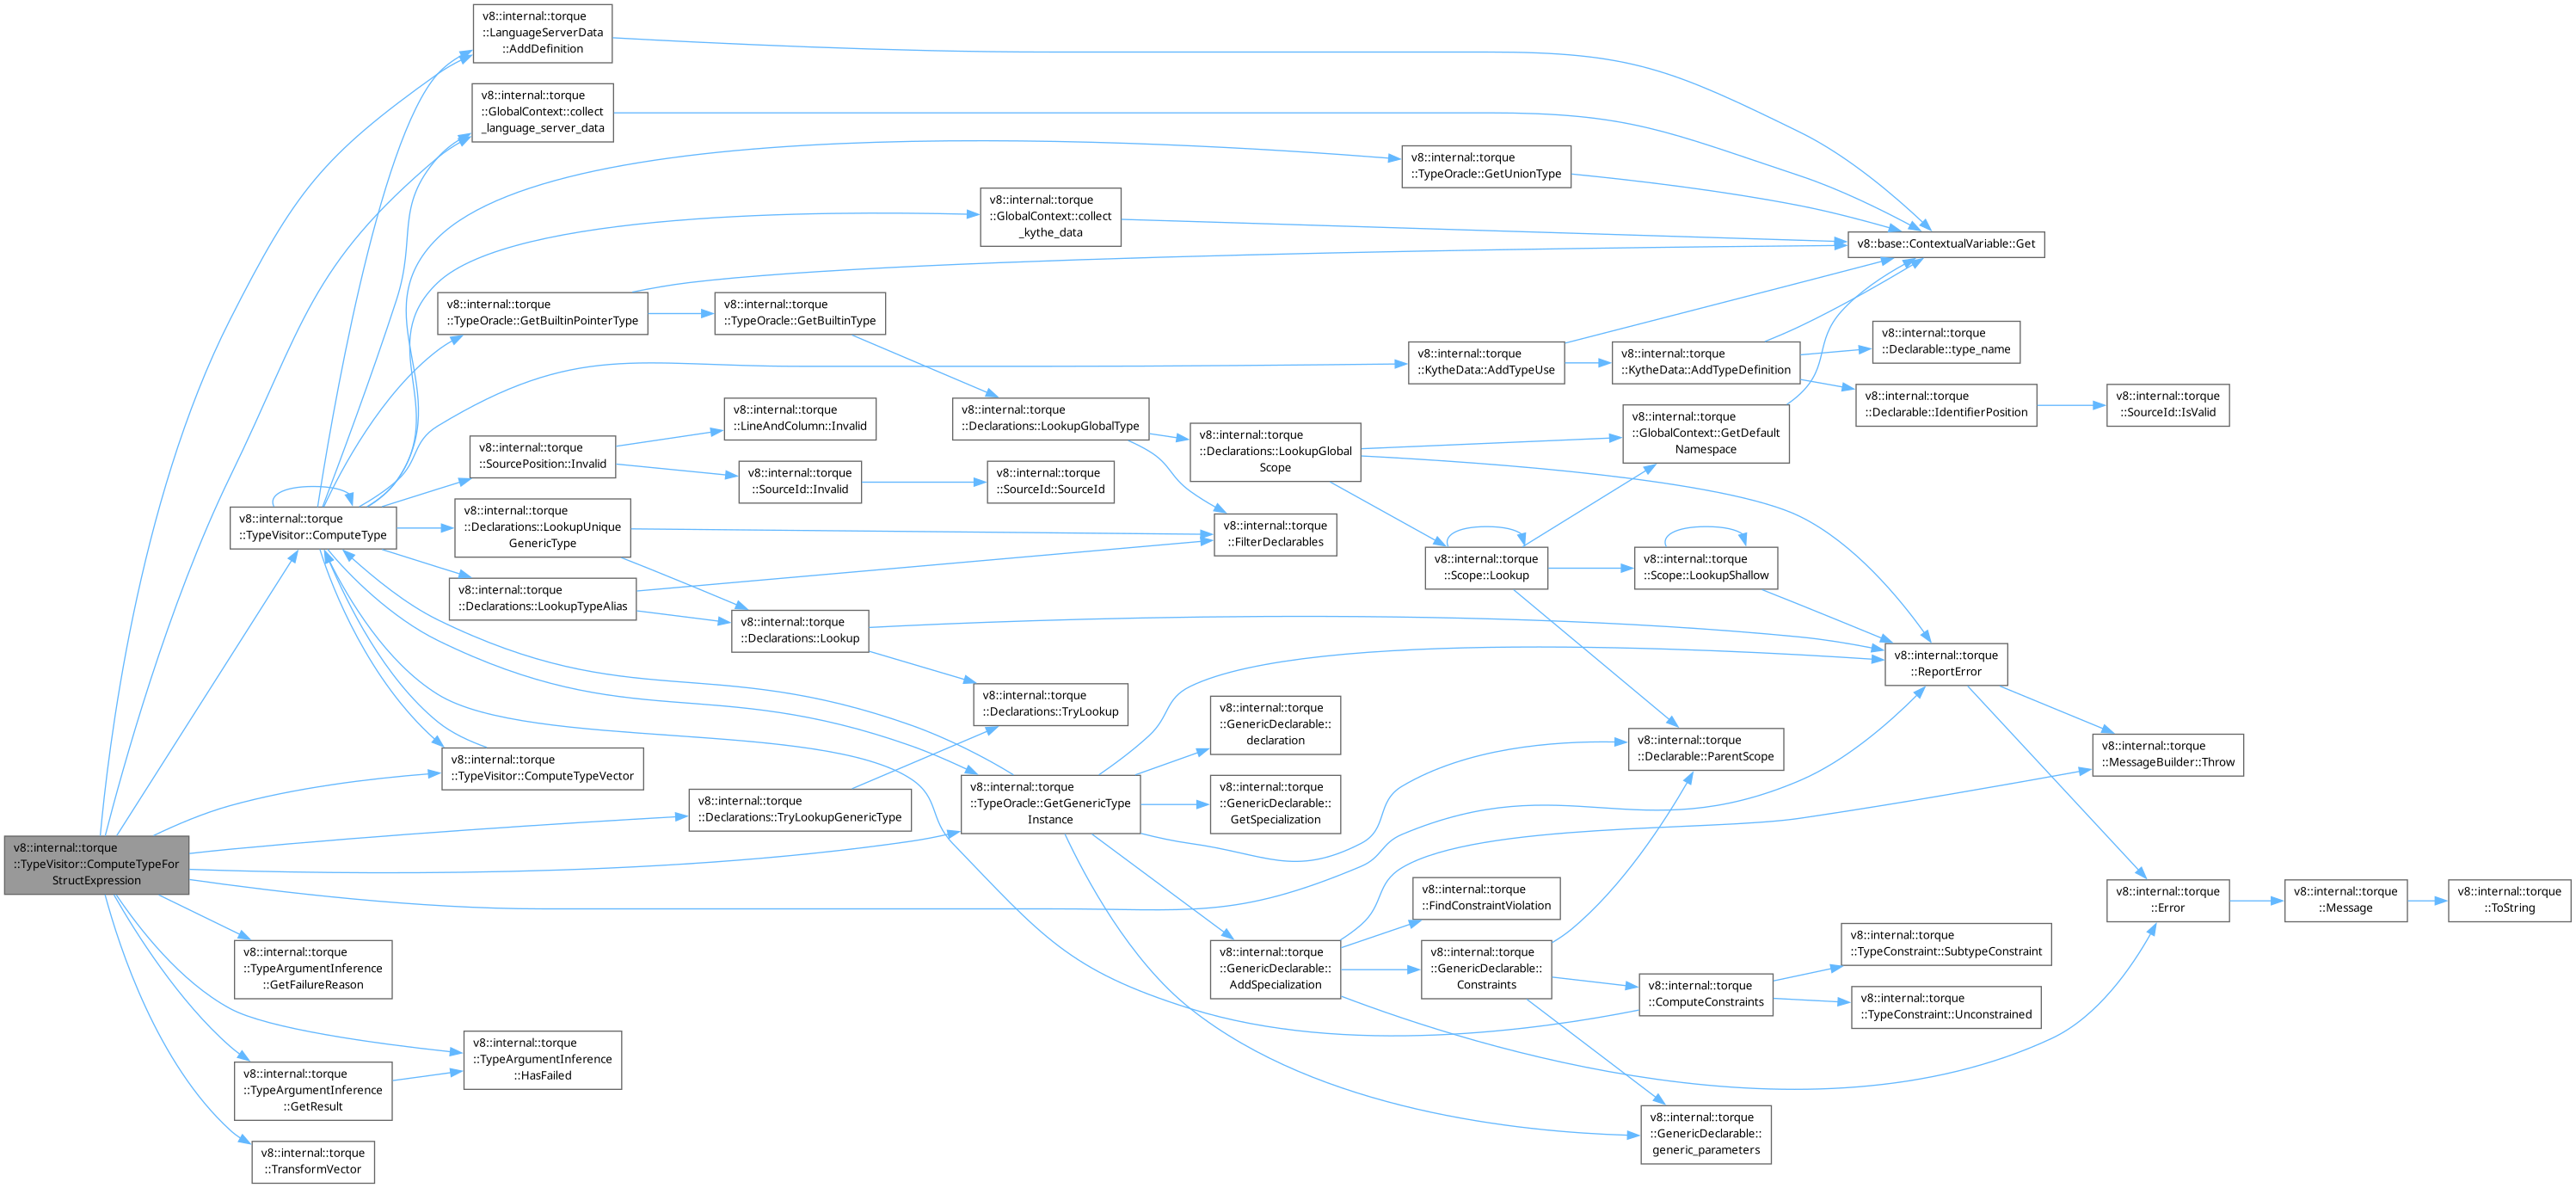 v8::internal::torque
::LanguageServerData
::AddDefinition
v8::internal::torque
::GlobalContext::collect
_language_server_data
v8::internal::torque
::TypeOracle::GetUnionType
v8::internal::torque
::GlobalContext::collect
_kythe_data
v8::base::ContextualVariable::Get
v8::internal::torque
::TypeOracle::GetBuiltinPointerType
v8::internal::torque
::TypeOracle::GetBuiltinType
v8::internal::torque
::KytheData::AddTypeUse
v8::internal::torque
::KytheData::AddTypeDefinition
v8::internal::torque
::Declarable::type_name
v8::internal::torque
::Declarable::IdentifierPosition
v8::internal::torque
::SourceId::IsValid
v8::internal::torque
::LineAndColumn::Invalid
v8::internal::torque
::Declarations::LookupGlobalType
v8::internal::torque
::Declarations::LookupGlobal
Scope
v8::internal::torque
::GlobalContext::GetDefault
Namespace
v8::internal::torque
::SourcePosition::Invalid
v8::internal::torque
::SourceId::Invalid
v8::internal::torque
::SourceId::SourceId
v8::internal::torque
::TypeVisitor::ComputeType
v8::internal::torque
::Declarations::LookupUnique
GenericType
v8::internal::torque
::FilterDeclarables
v8::internal::torque
::Scope::Lookup
v8::internal::torque
::Scope::LookupShallow
v8::internal::torque
::Declarations::LookupTypeAlias
v8::internal::torque
::Declarations::Lookup
v8::internal::torque
::ReportError
v8::internal::torque
::Declarations::TryLookup
v8::internal::torque
::GenericDeclarable::
declaration
v8::internal::torque
::Declarable::ParentScope
v8::internal::torque
::MessageBuilder::Throw
v8::internal::torque
::TypeVisitor::ComputeTypeVector
v8::internal::torque
::Declarations::TryLookupGenericType
v8::internal::torque
::TypeOracle::GetGenericType
Instance
v8::internal::torque
::GenericDeclarable::
GetSpecialization
v8::internal::torque
::TypeVisitor::ComputeTypeFor
StructExpression
v8::internal::torque
::FindConstraintViolation
v8::internal::torque
::Error
v8::internal::torque
::Message
v8::internal::torque
::ToString
v8::internal::torque
::TypeArgumentInference
::GetFailureReason
v8::internal::torque
::GenericDeclarable::
AddSpecialization
v8::internal::torque
::GenericDeclarable::
Constraints
v8::internal::torque
::TypeConstraint::SubtypeConstraint
v8::internal::torque
::ComputeConstraints
v8::internal::torque
::TypeConstraint::Unconstrained
v8::internal::torque
::TypeArgumentInference
::HasFailed
v8::internal::torque
::TypeArgumentInference
::GetResult
v8::internal::torque
::GenericDeclarable::
generic_parameters
v8::internal::torque
::TransformVector